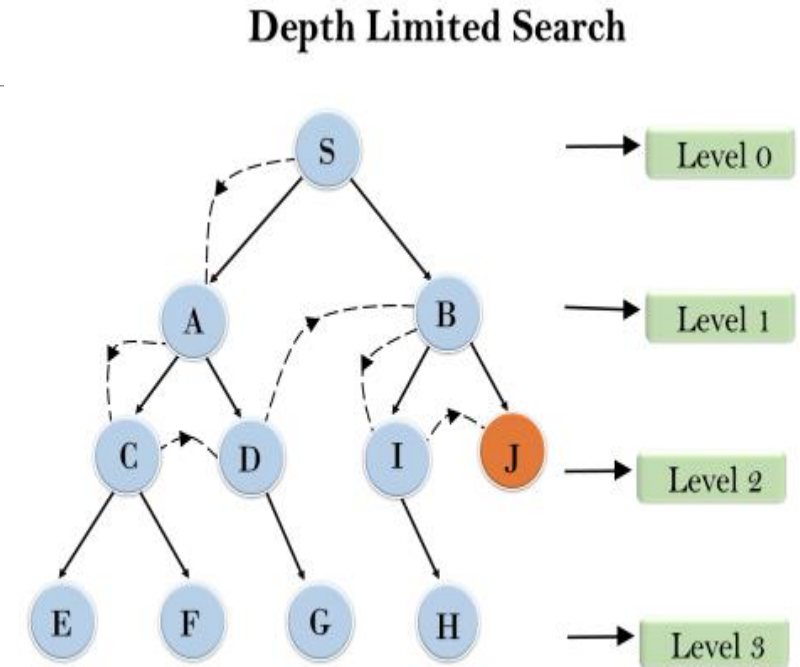 Depth Limited Search
S
Level 0
A
B
Level 1
C
D
I
J
Level 2
E
F
G
H
Level 3